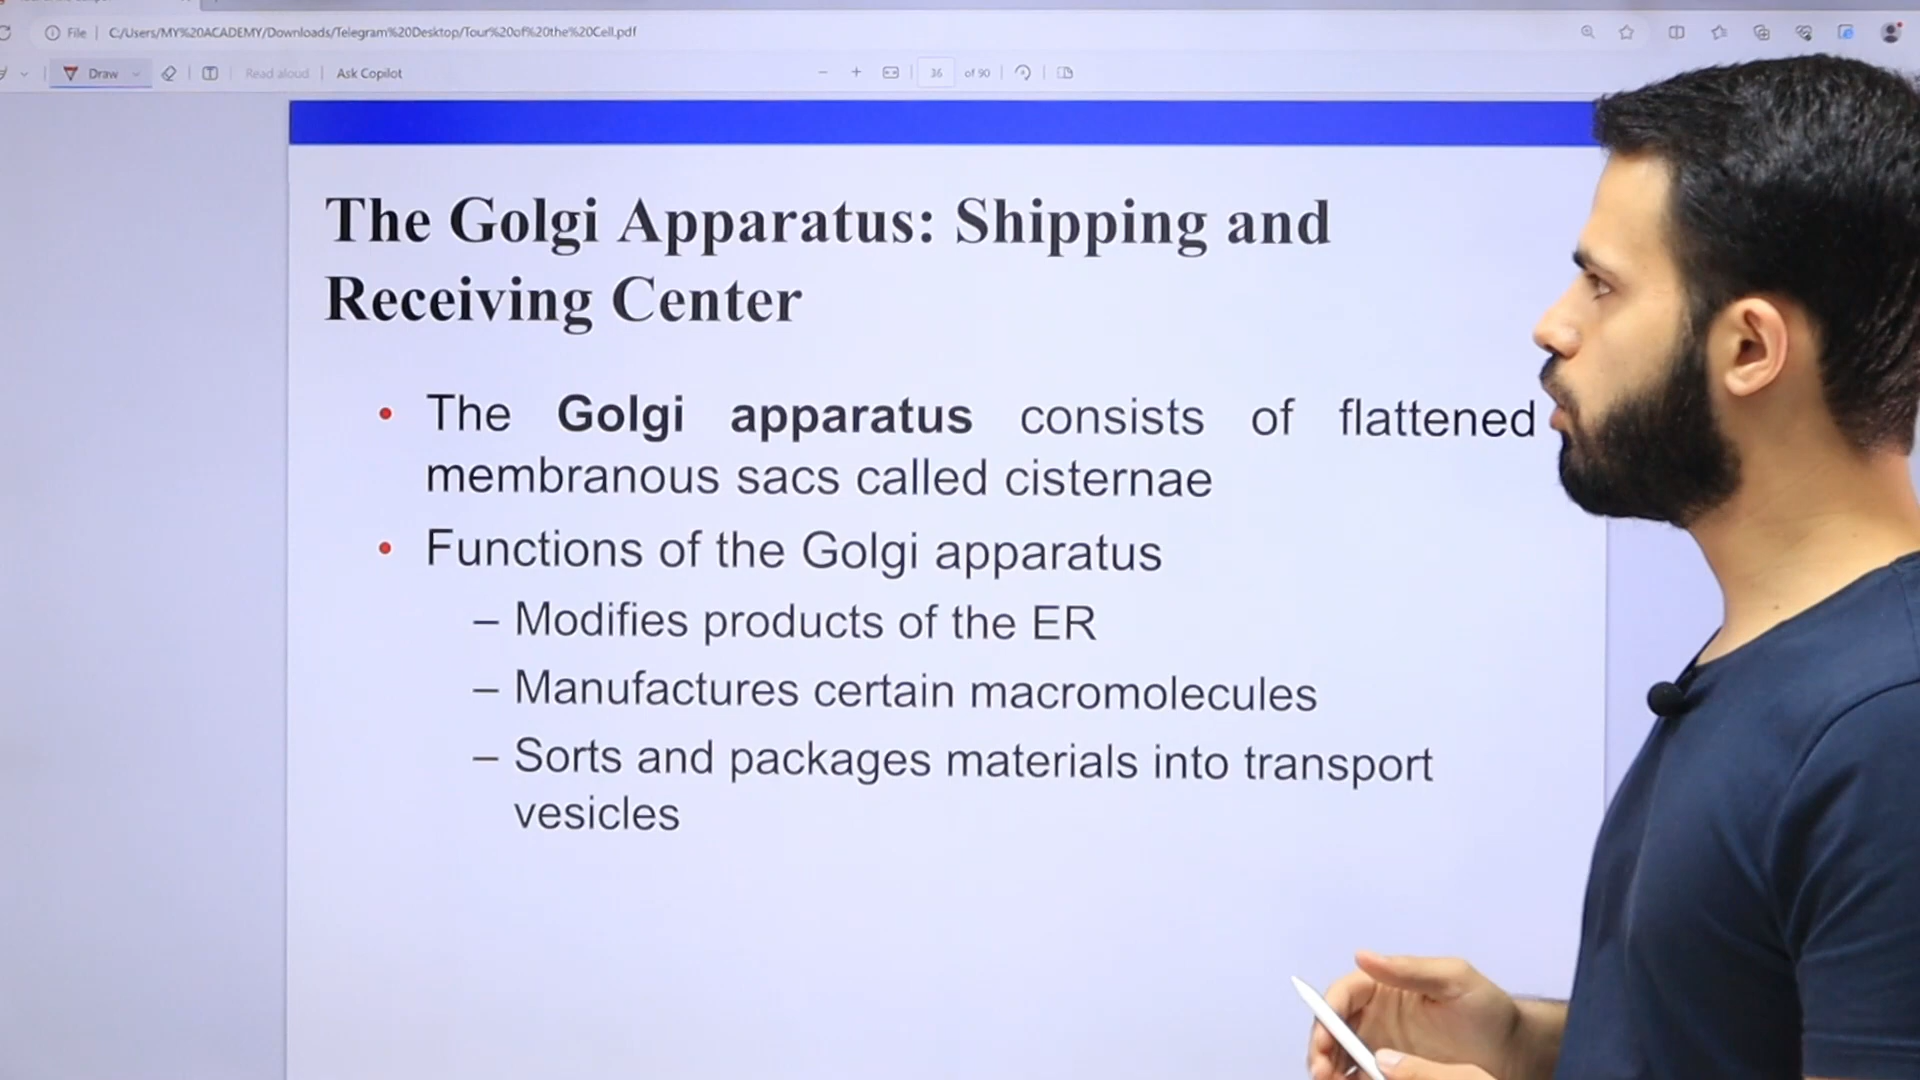 File | C:/Users/MY%20ACADEMY/Downloads/Telegram%20Desktop/Tour%20of%20the%20Cell.pdf
Draw Read aloud Ask Copilot 36 of 90
The Golgi Apparatus: Shipping and
Receiving Center
• The Golgi apparatus consists of flattened
membranous sacs called cisternae
• Functions of the Golgi apparatus
– Modifies products of the ER
– Manufactures certain macromolecules
– Sorts and packages materials into transport
vesicles